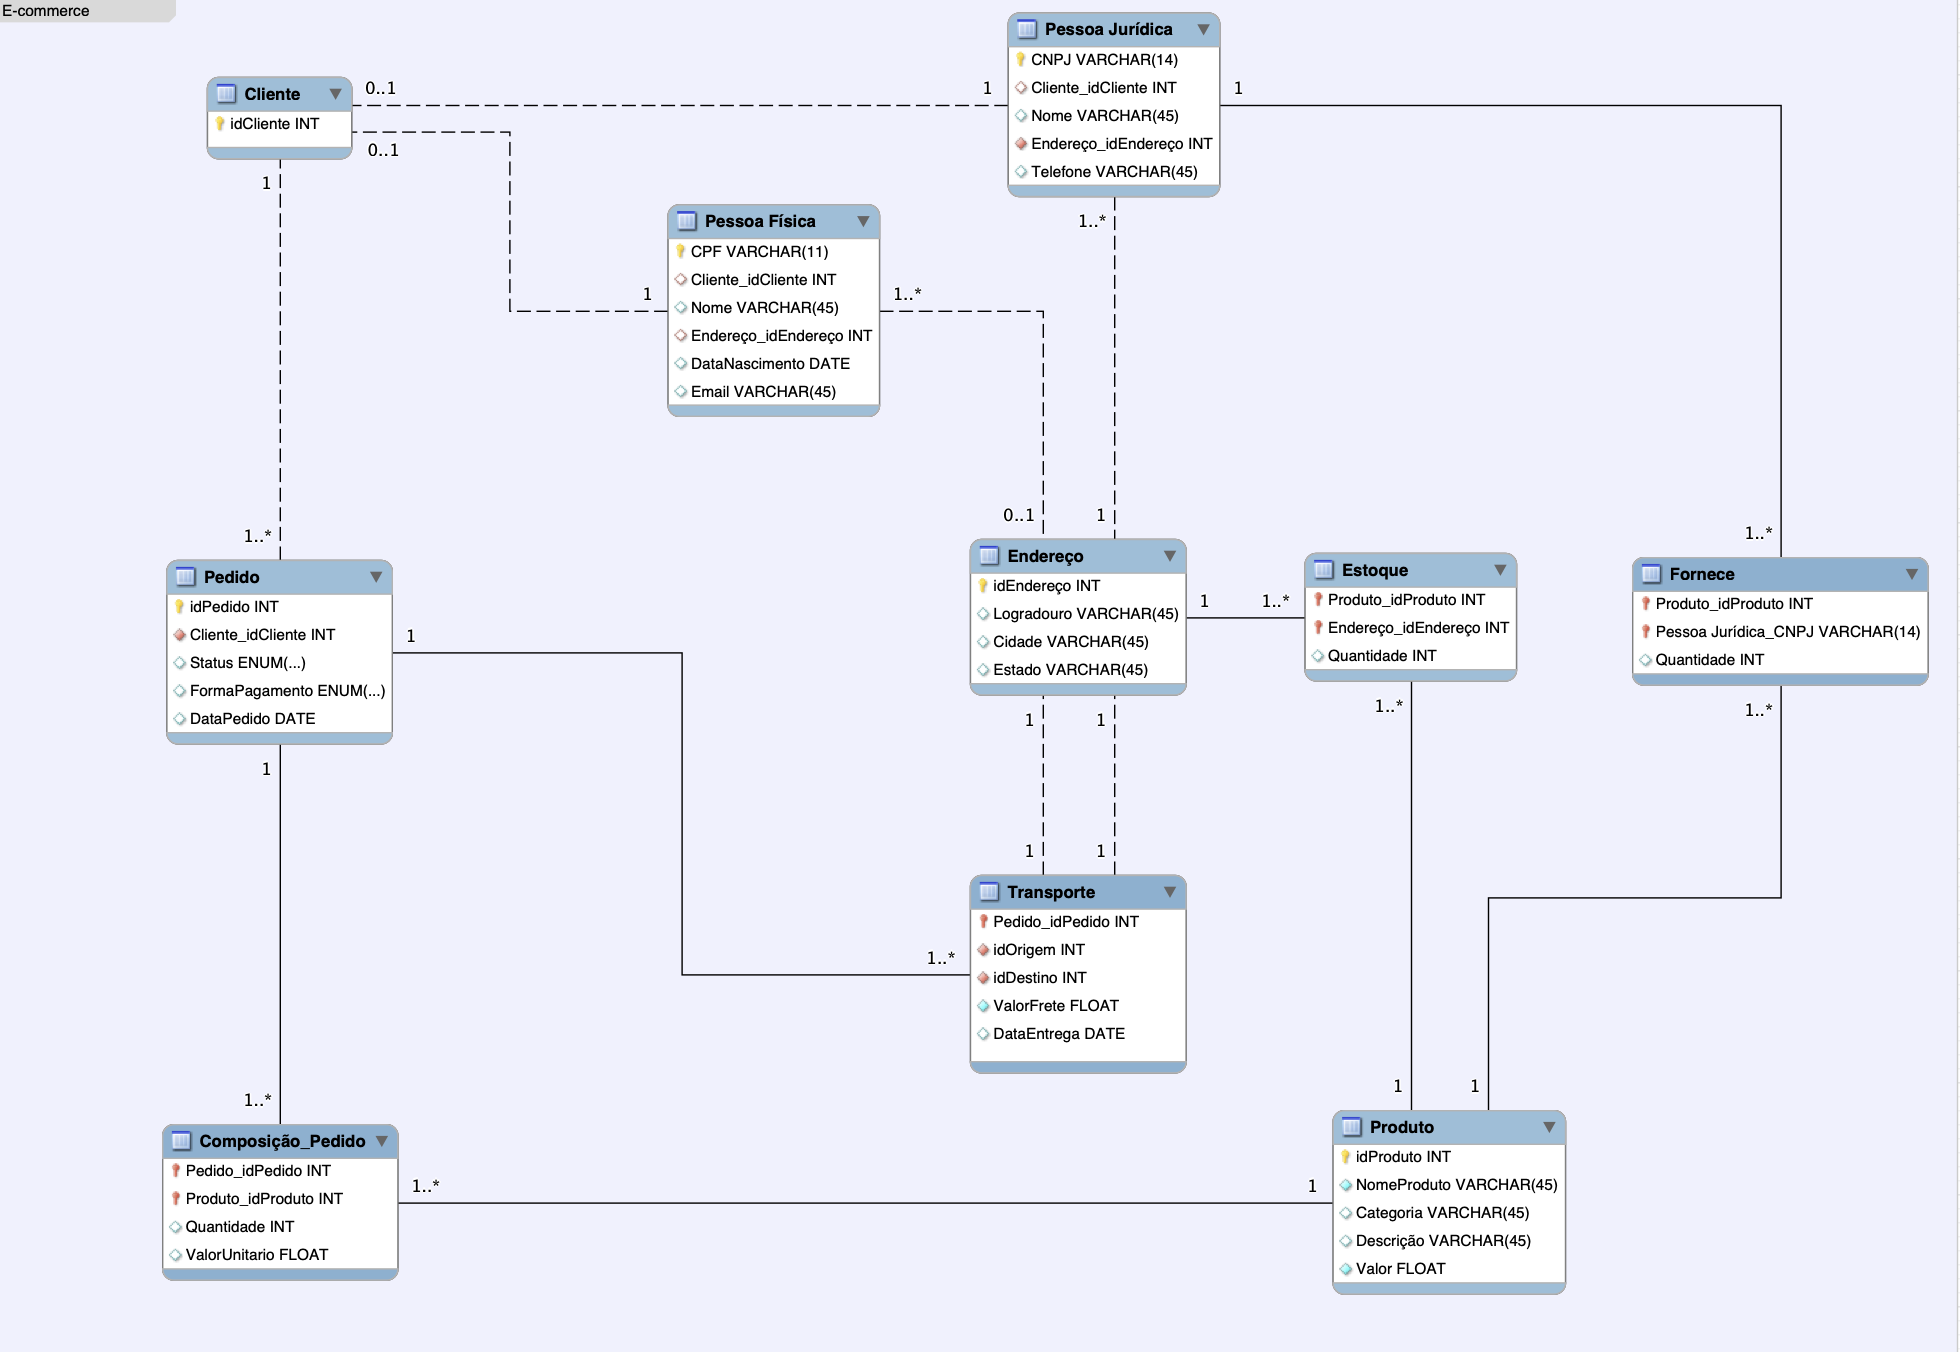 E-commerce
Pessoa Jurídica
CNPJ VARCHAR(14)
Cliente_idCliente INT
Nome VARCHAR(45)
Endereço_idEndereço INT
Telefone VARCHAR(45)
Cliente
idCliente INT
0..1
1
1
0..1
1
Pessoa Física
CPF VARCHAR(11)
Cliente_idCliente INT
Nome VARCHAR(45)
Endereço_idEndereço INT
DataNascimento DATE
Email VARCHAR(45)
1
1..*
1..*
0..1
1
1..*
1..*
Pedido
idPedido INT
Cliente_idCliente INT
Status ENUM(...)
FormaPagamento ENUM(...)
DataPedido DATE
1
1
Endereço
idEndereço INT
Logradouro VARCHAR(45)
Cidade VARCHAR(45)
Estado VARCHAR(45)
1
1..*
Estoque
Produto_idProduto INT
Endereço_idEndereço INT
Quantidade INT
Fornece
Produto_idProduto INT
Pessoa Jurídica_CNPJ VARCHAR(14)
Quantidade INT
1
1
1..*
1..*
1
1
Transporte
Pedido_idPedido INT
idOrigem INT
idDestino INT
ValorFrete FLOAT
DataEntrega DATE
1..*
1..*
1
1
Composição_Pedido
Pedido_idPedido INT
Produto_idProduto INT
Quantidade INT
ValorUnitario FLOAT
1..*
1
Produto
idProduto INT
NomeProduto VARCHAR(45)
Categoria VARCHAR(45)
Descrição VARCHAR(45)
Valor FLOAT